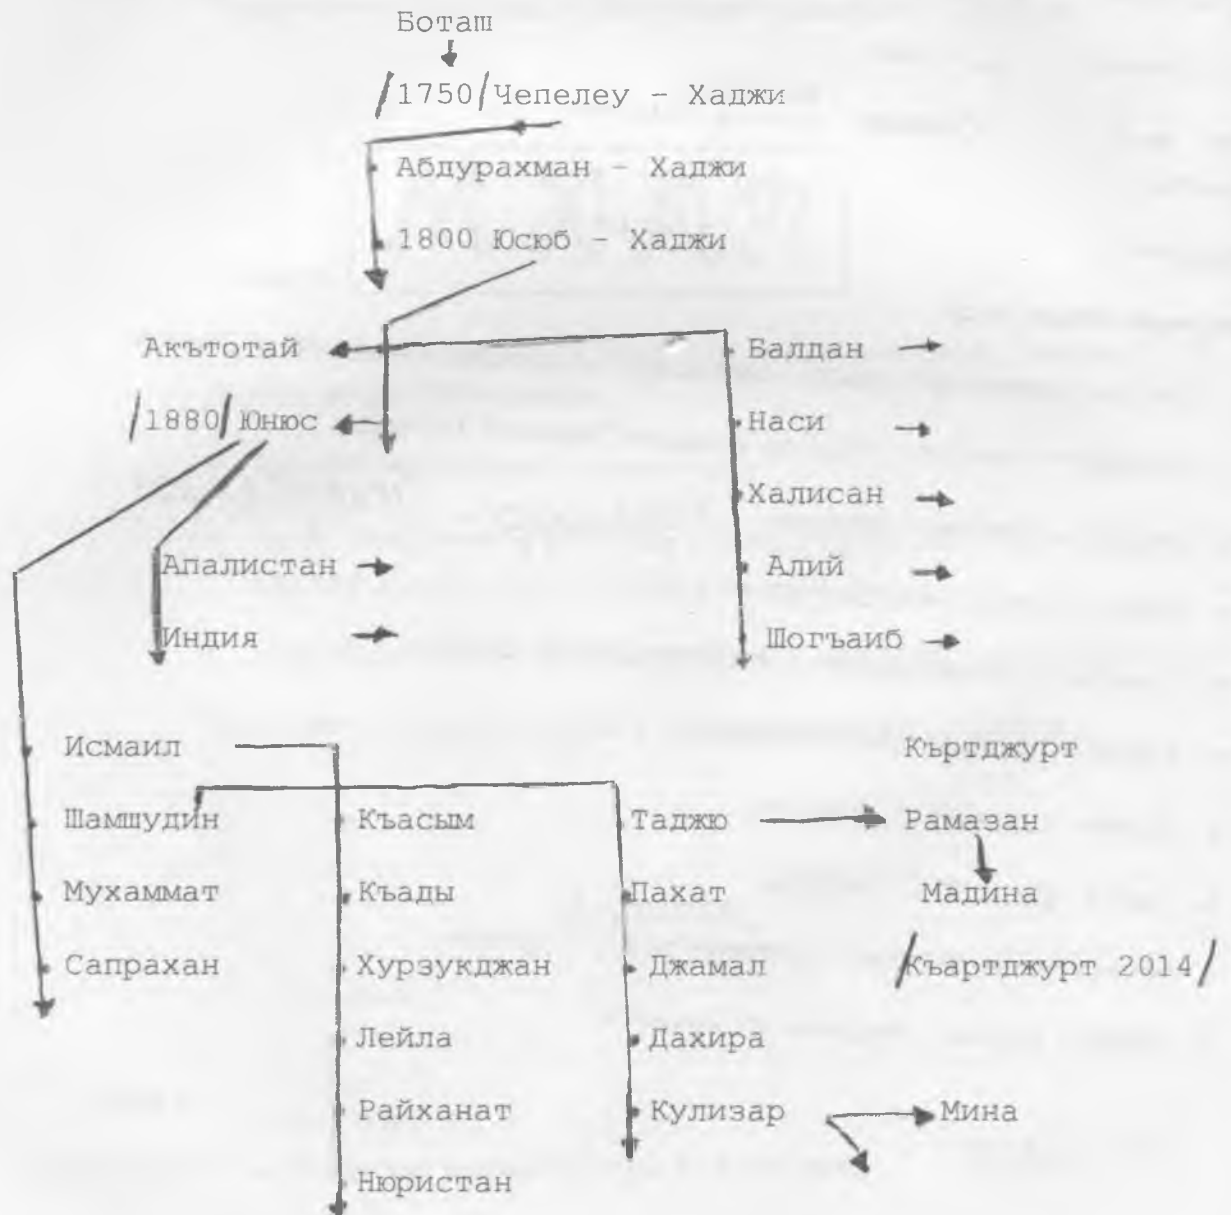 Боташ
/1750/Чепелеу - Хаджи
Абдурахман - Хаджи
1800 Юсюб - Хаджи
Акътотай Балдан
/1880/ Юнюс Наси
Халисан
Апалистан Алий
Индия Шогъаиб
Исмаил Къртджурт
Шамшудин Къасым Таджю Рамазан
Мухаммат Къады Пахат Мадина
Сапрахан Хурзукджан Джамал /Къартджурт 2014/
Лейла Дахира
Райханат Кулизар Мина
Нюристан